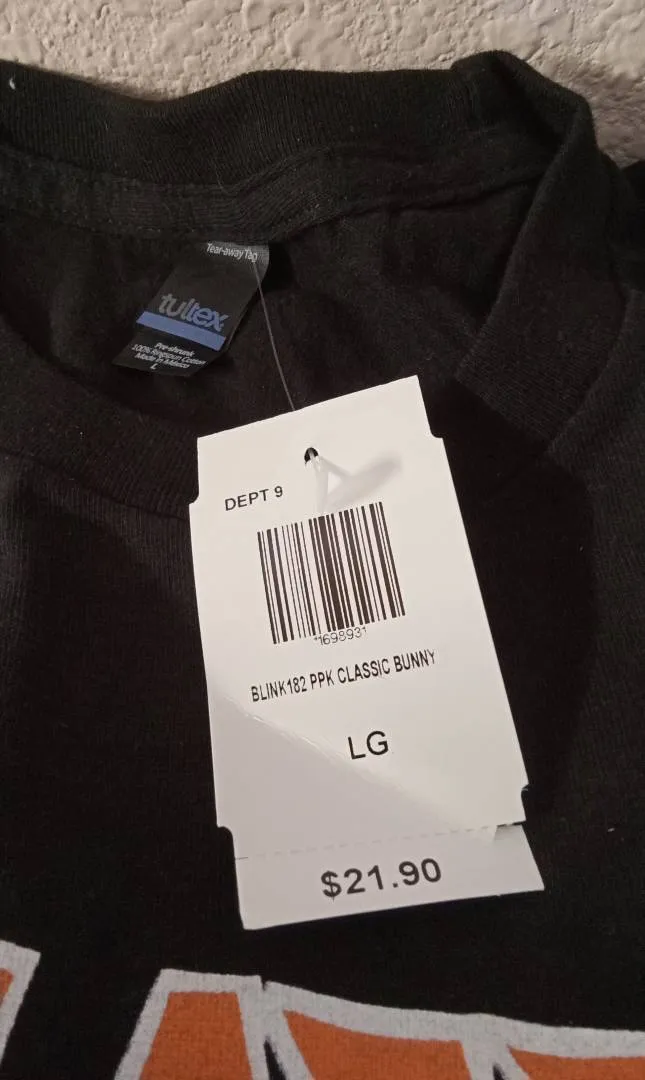 Tear-away Tag
tultex
Pre-shrunk
100% Ringspun Cotton
Made in Mexico
L
DEPT 9
11698931
BLINK182 PPK CLASSIC BUNNY
LG
$21.90